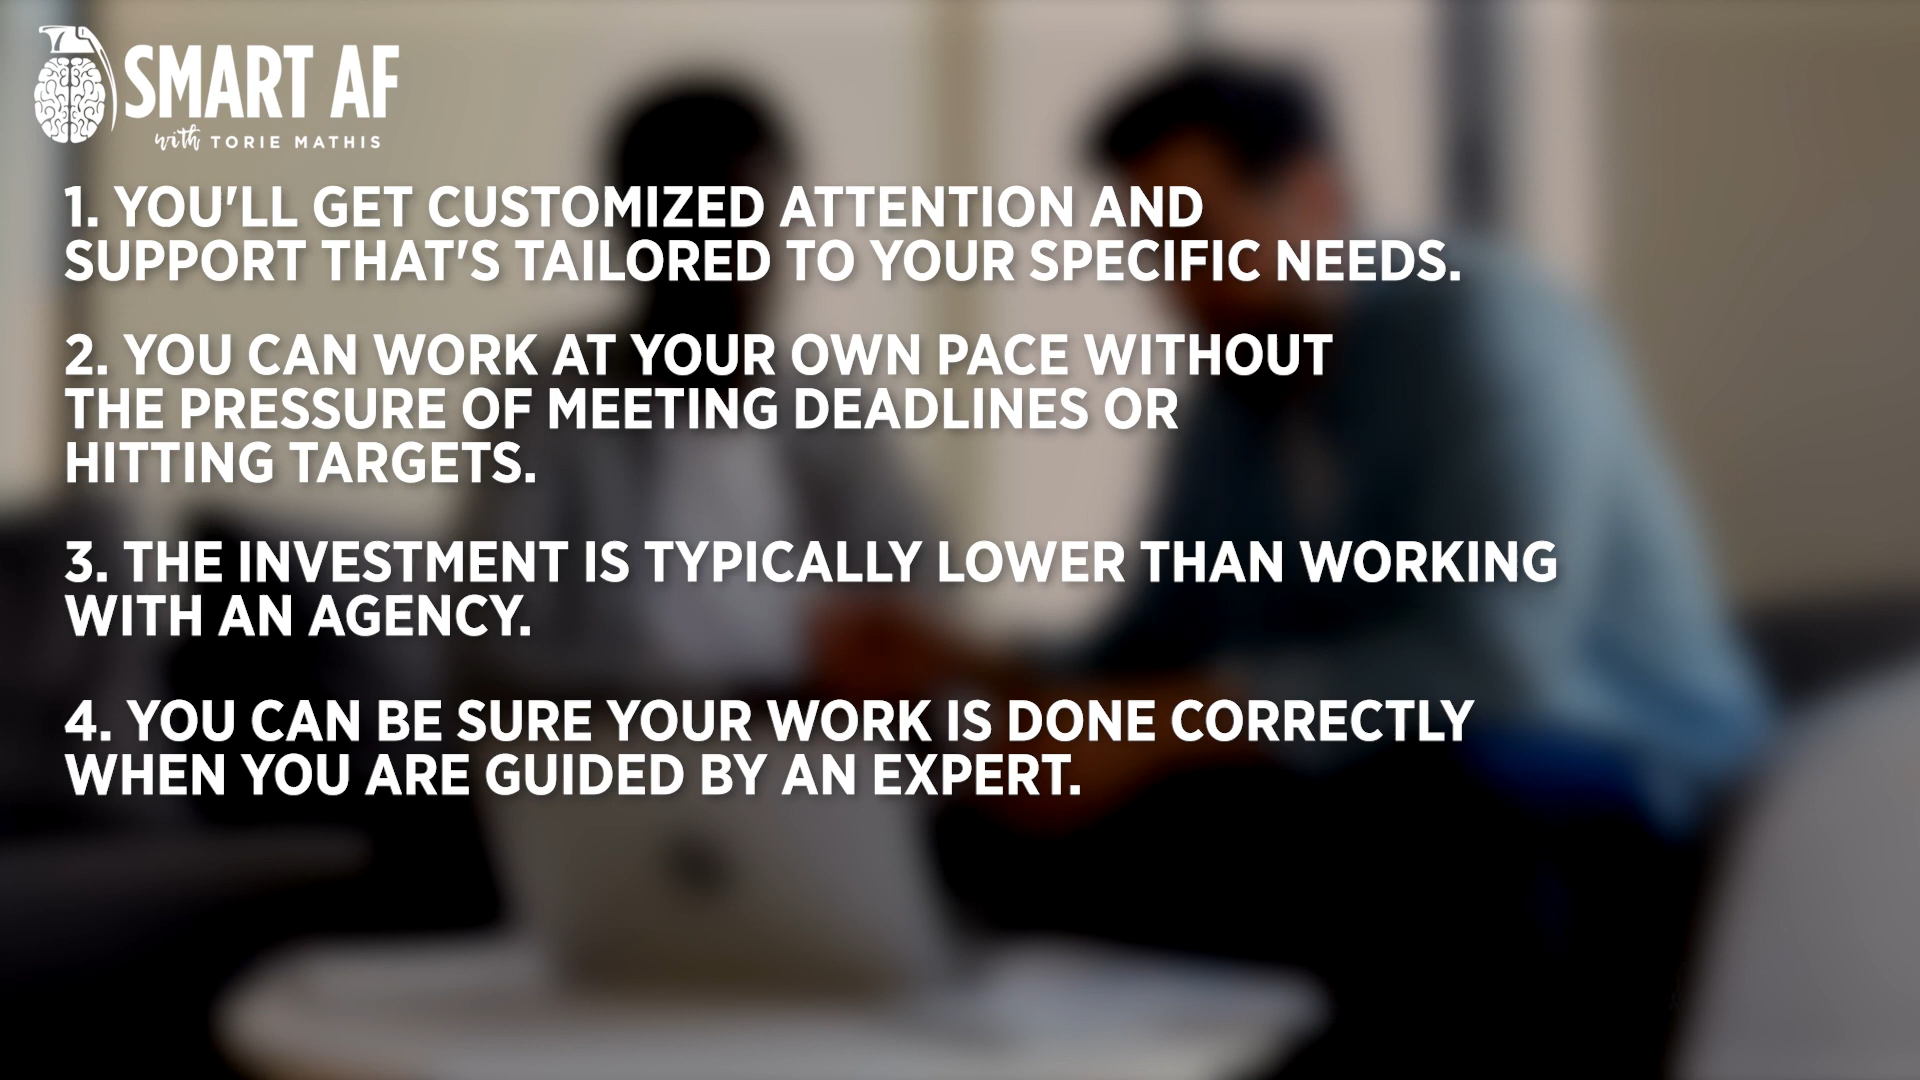 SMART AF
with TORIE MATHIS
1. YOU'LL GET CUSTOMIZED ATTENTION AND
SUPPORT THAT'S TAILORED TO YOUR SPECIFIC NEEDS.
2. YOU CAN WORK AT YOUR OWN PACE WITHOUT
THE PRESSURE OF MEETING DEADLINES OR
HITTING TARGETS.
3. THE INVESTMENT IS TYPICALLY LOWER THAN WORKING
WITH AN AGENCY.
4. YOU CAN BE SURE YOUR WORK IS DONE CORRECTLY
WHEN YOU ARE GUIDED BY AN EXPERT.